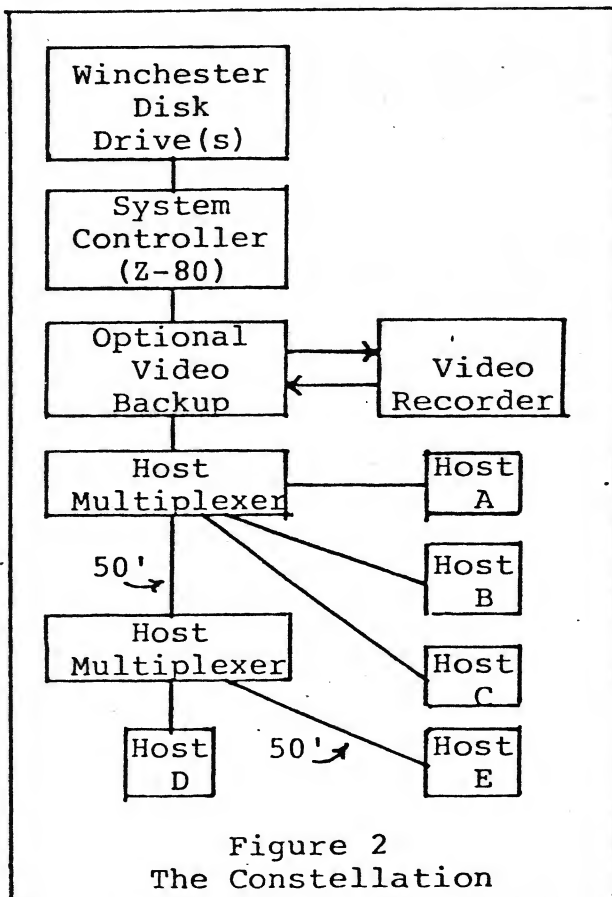 Winchester
Disk
Drive(s)
System
Controller
(Z-80)
Optional
Video
Backup
Video
Recorder
Host
Multiplexer
Host
A
50'
Host
B
Host
Multiplexer
Host
C
Host
D
50'
Host
E
Figure 2
The Constellation